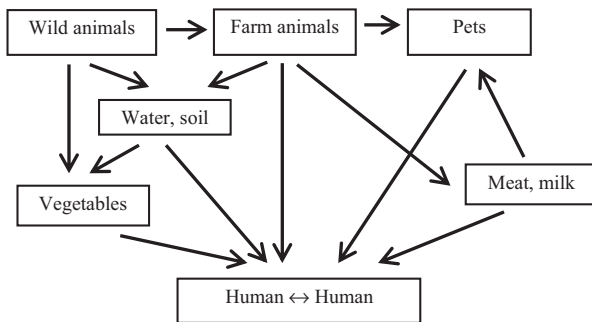 Wild animals
Farm animals
Pets
Water, soil
Meat, milk
Vegetables
Human ↔ Human